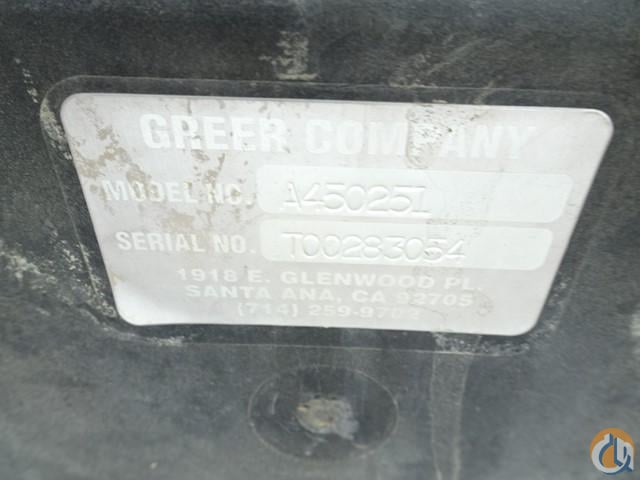 GREER COMPANY
MODEL NO. A450251
SERIAL NO. T00283054
1918 E. GLENWOOD PL.
SANTA ANA, CA 92705
(714) 259-9702